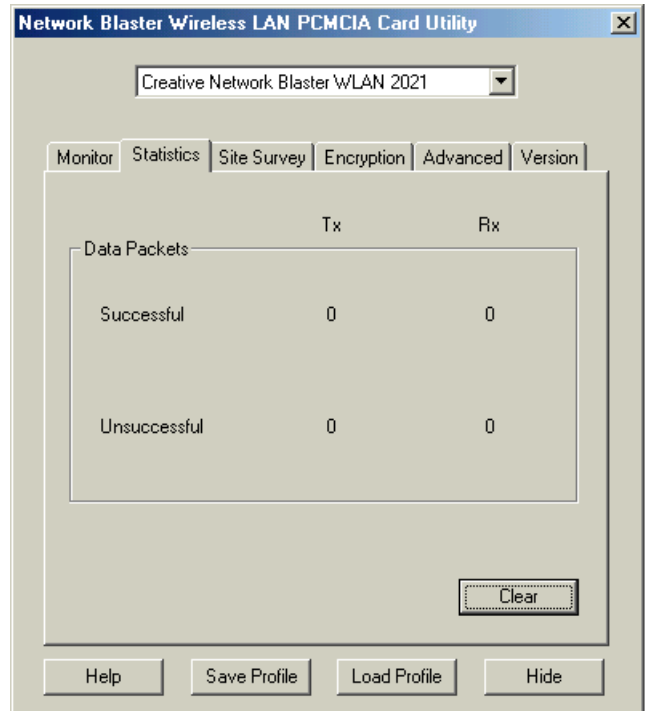 Network Blaster Wireless LAN PCMCIA Card Utility
Creative Network Blaster WLAN 2021
Monitor Statistics Site Survey Encryption Advanced Version
Tx Rx
Data Packets
Successful 0 0
Unsuccessful 0 0
Clear
Help Save Profile Load Profile Hide